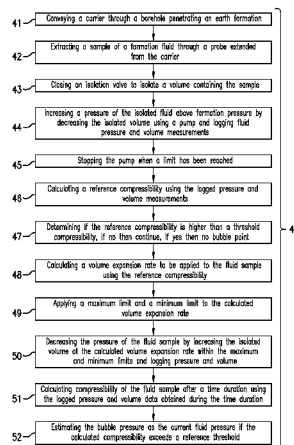 41
Conveying a carrier through a borehole penetrating an earth formation
42
Extracting a sample of a formation fluid through a probe extended
from the carrier
43
Closing an isolation valve to isolate a volume containing the sample
44
Increasing a pressure of the isolated fluid above formation pressure by
decreasing the isolated volume using a pump and logging fluid
pressure and volume measurements
45
Stopping the pump when a limit has been reached
46
Calculating a reference compressibility using the logged pressure and
volume measurements
47
Determining if the reference compressibility is higher than a threshold
compressibility, if no then continue, if yes then no bubble point
48
Calculating a volume expansion rate to be applied to the fluid sample
using the reference compressibility
49
Applying a maximum limit and a minimum limit to the calculated
volume expansion rate
50
Decreasing the pressure of the fluid sample by increasing the isolated
volume at the calculated volume expansion rate within the maximum
and minimum limits and logging pressure and volume
51
Calculating compressibility of the fluid sample after a time duration using
the logged pressure and volume data obtained during the time duration
52
Estimating the bubble pressure as the current fluid pressure if the
calculated compressibility exceeds a reference threshold
4